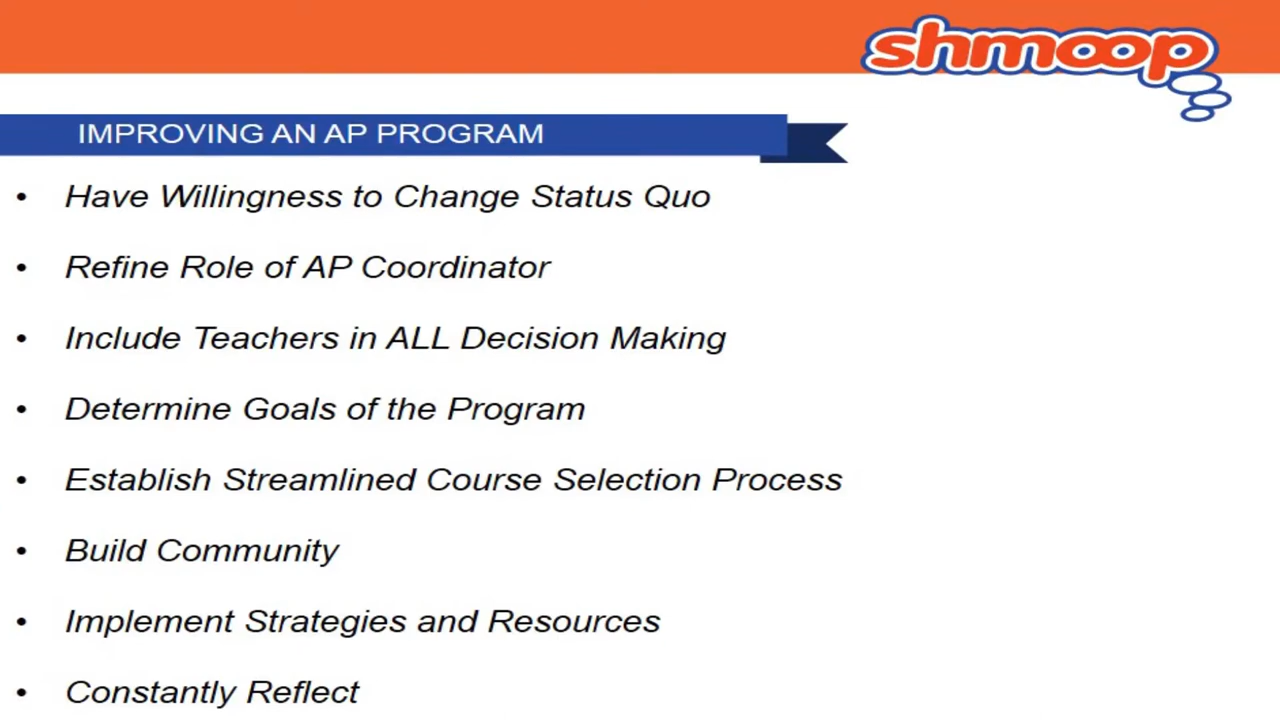 shmoop
IMPROVING AN AP PROGRAM
• Have Willingness to Change Status Quo
• Refine Role of AP Coordinator
• Include Teachers in ALL Decision Making
• Determine Goals of the Program
• Establish Streamlined Course Selection Process
• Build Community
• Implement Strategies and Resources
• Constantly Reflect